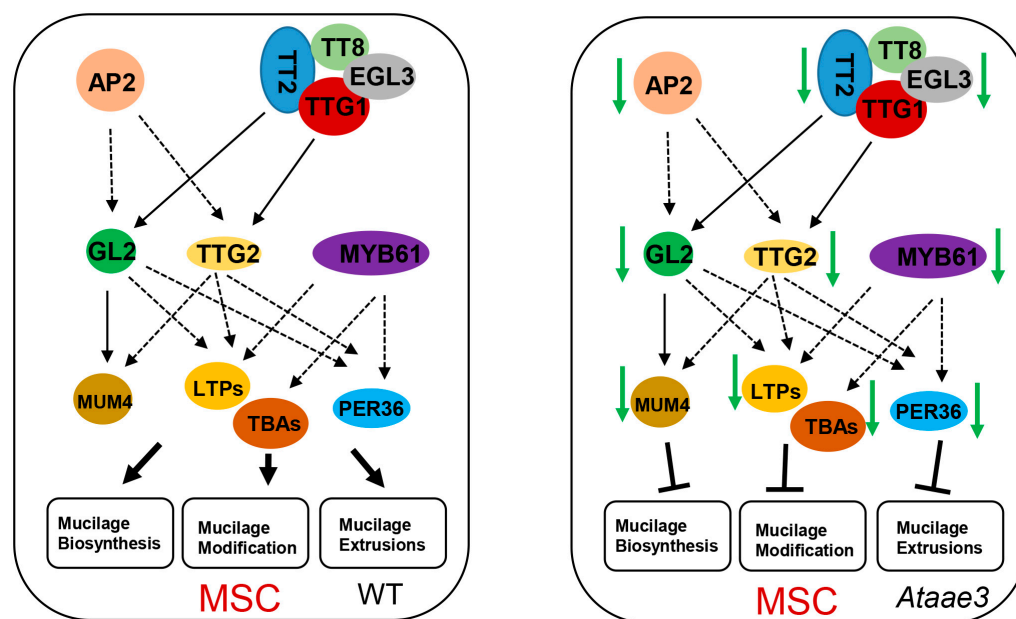 AP2
TT2
TT8
EGL3
TTG1
GL2
TTG2
MYB61
MUM4
LTPs
TBAs
PER36
Mucilage
Biosynthesis
Mucilage
Modification
Mucilage
Extrusions
MSC
WT
AP2
TT2
TT8
EGL3
TTG1
GL2
TTG2
MYB61
MUM4
LTPs
TBAs
PER36
Mucilage
Biosynthesis
Mucilage
Modification
Mucilage
Extrusions
MSC
Ataae3